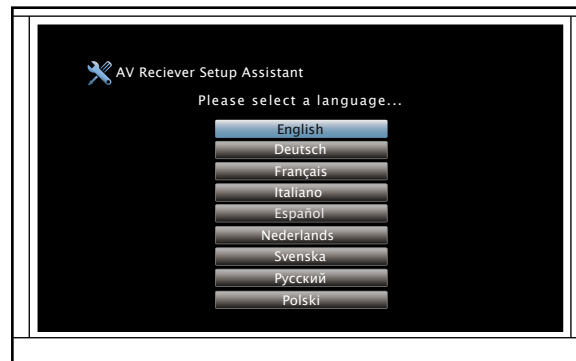 AV Reciever Setup Assistant
Please select a language...
English
Deutsch
Français
Italiano
Español
Nederlands
Svenska
Русский
Polski